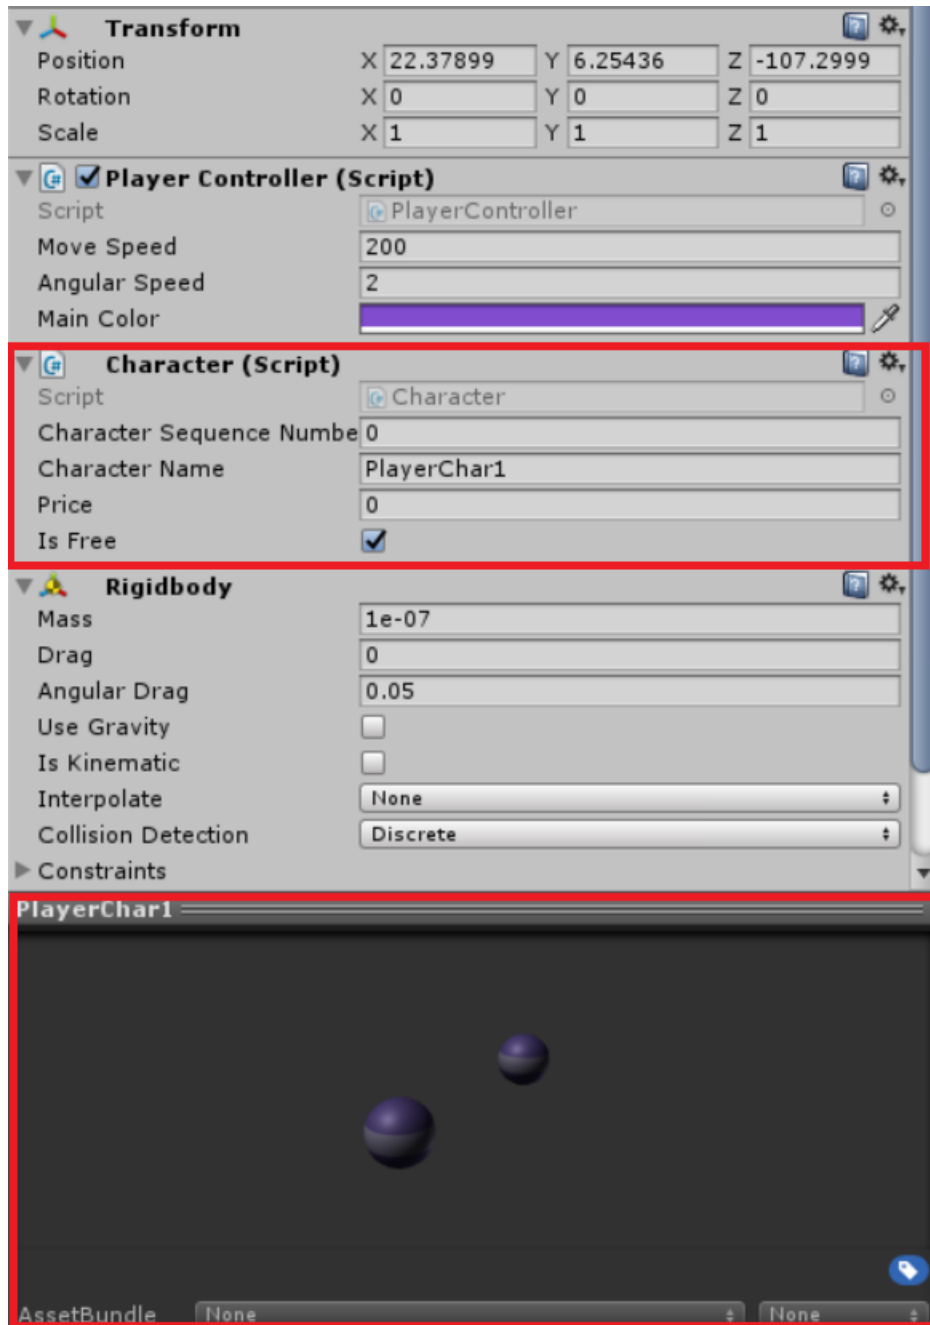 Transform
Position X 22.37899 Y 6.25436 Z -107.2999
Rotation X 0 Y 0 Z 0
Scale X 1 Y 1 Z 1
Player Controller (Script)
Script PlayerController
Move Speed 200
Angular Speed 2
Main Color
Character (Script)
Script Character
Character Sequence Numbe 0
Character Name PlayerChar1
Price 0
Is Free
Rigidbody
Mass 1e-07
Drag 0
Angular Drag 0.05
Use Gravity
Is Kinematic
Interpolate None
Collision Detection Discrete
Constraints
PlayerChar1
AssetBundle None None